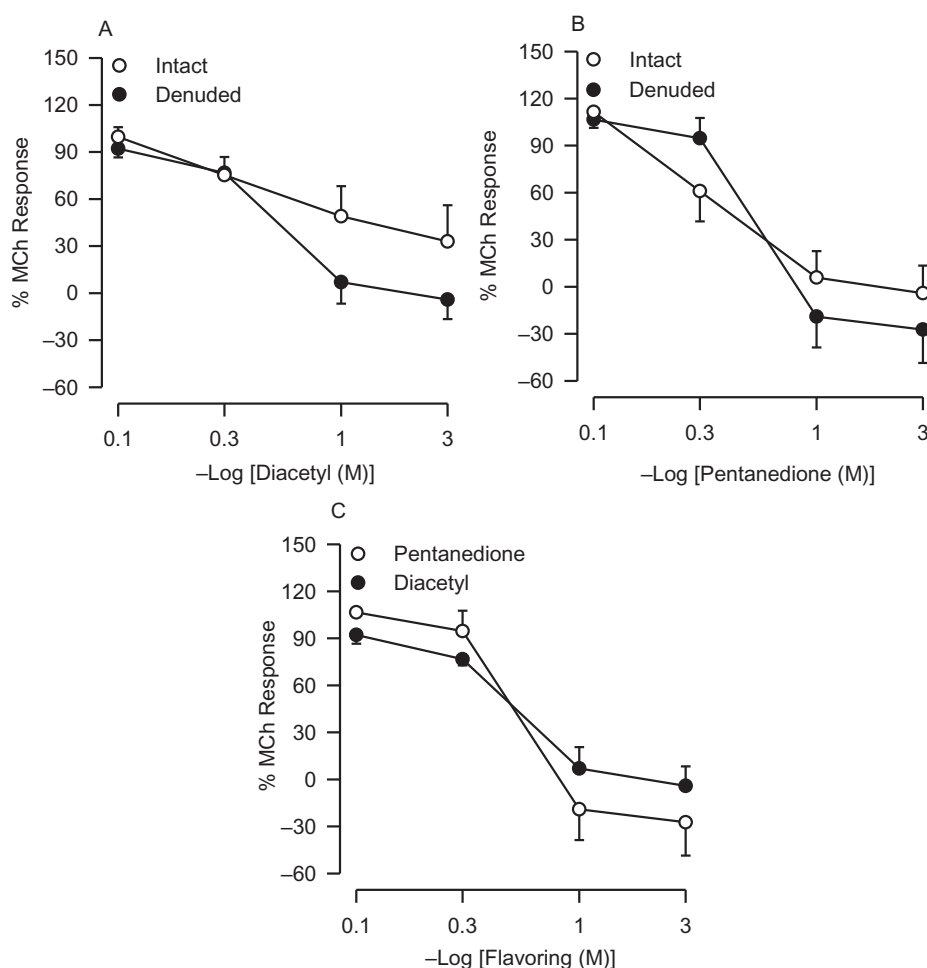 A
150
Intact
Denuded
120
90
60
30
0
–30
–60
% MCh Response
0.1
0.3
1
3
–Log [Diacetyl (M)]
B
150
Intact
Denuded
120
90
60
30
0
–30
–60
% MCh Response
0.1
0.3
1
3
–Log [Pentanedione (M)]
C
150
Pentanedione
Diacetyl
120
90
60
30
0
–30
–60
% MCh Response
0.1
0.3
1
3
–Log [Flavoring (M)]